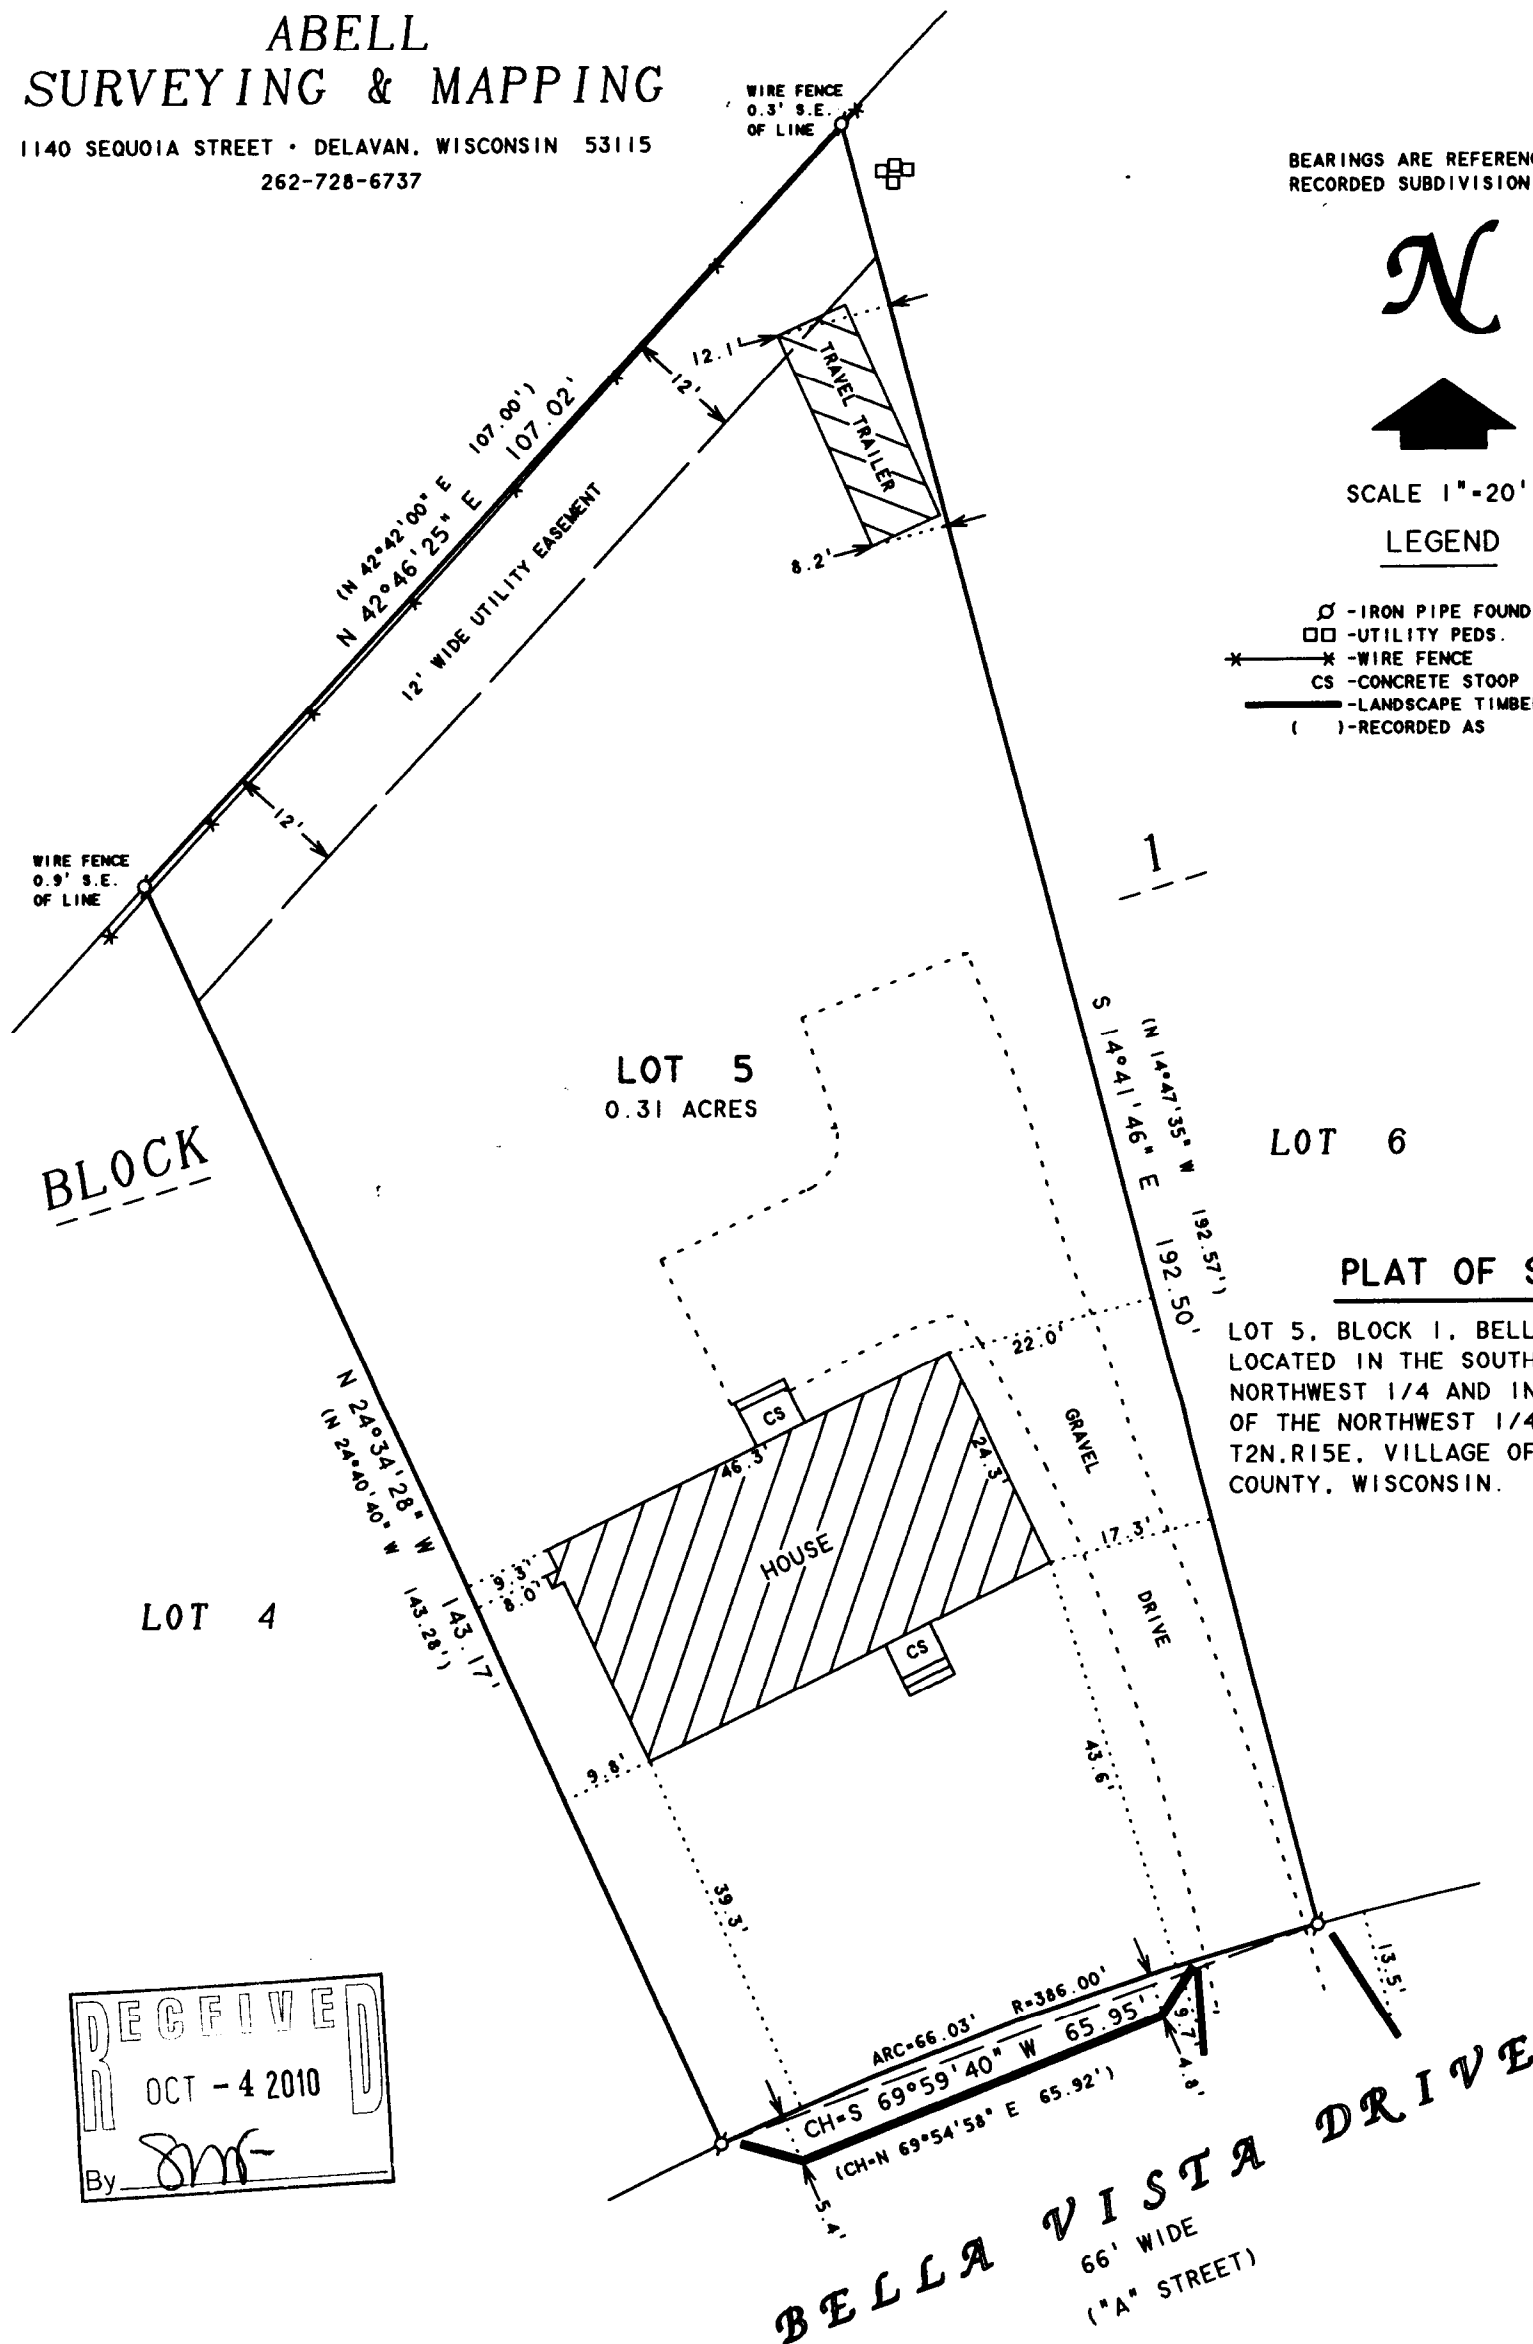 ABELL
SURVEYING & MAPPING
1140 SEQUOIA STREET • DELAVAN, WISCONSIN 53115
262-728-6737
WIRE FENCE
0.3' S.E.
OF LINE
BEARINGS ARE REFERENC
RECORDED SUBDIVISION
N
SCALE 1"=20'
LEGEND
-IRON PIPE FOUND
-UTILITY PEDS.
-WIRE FENCE
CS -CONCRETE STOOP
-LANDSCAPE TIMBE
( )-RECORDED AS
12.1'
TRAVEL TRAILER
12'
8.2'
(N 42°42'00" E 107.00')
N 42°46'25" E 107.02'
12' WIDE UTILITY EASEMENT
12'
WIRE FENCE
0.9' S.E.
OF LINE
1
BLOCK
LOT 5
0.31 ACRES
S 14°41'46" E 192.50'
(N 14°47'35" W 192.57')
LOT 6
PLAT OF S
LOT 5, BLOCK 1, BELL
LOCATED IN THE SOUTH
NORTHWEST 1/4 AND IN
OF THE NORTHWEST 1/4
T2N,R15E, VILLAGE OF
COUNTY, WISCONSIN.
22.0'
CS
46.3'
24.3'
GRAVEL
DRIVE
17.3'
HOUSE
N 24°34'28" W 143.17'
(N 24°40'40" W 143.28')
9.3'
8.0'
LOT 4
CS
9.8'
43.6'
39.3'
13.5'
ARC=66.03' R=386.00'
CH=S 69°59'40" W 65.95'
(CH=N 69°54'58" E 65.92')
9.7'
4.8'
5.4'
RECEIVED
OCT - 4 2010
By
BELLA VISTA DRIVE
66' WIDE
("A" STREET)